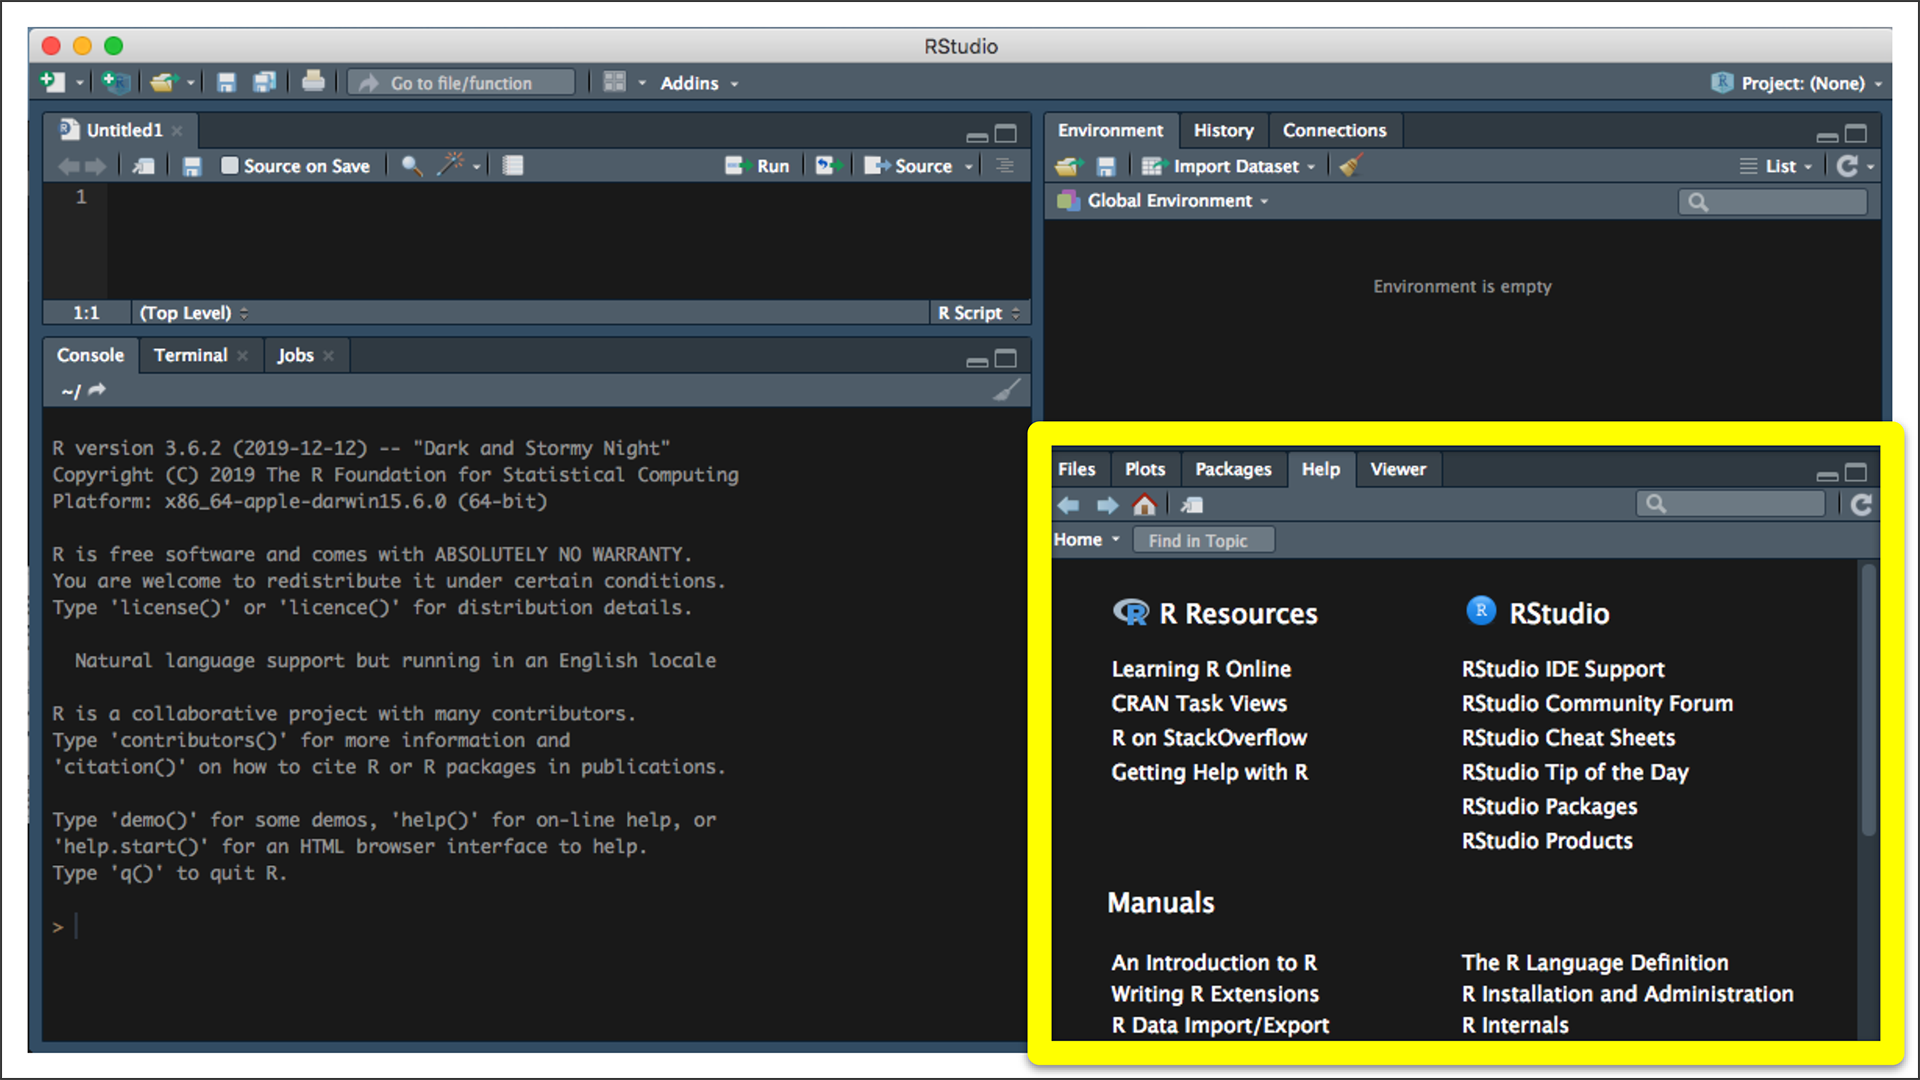 RStudio
Go to file/function
Addins
Project: (None)
Untitled1
Source on Save
Run
Source
1
1:1
(Top Level)
R Script
Console
Terminal
Jobs
~/
R version 3.6.2 (2019-12-12) -- "Dark and Stormy Night"
Copyright (C) 2019 The R Foundation for Statistical Computing
Platform: x86_64-apple-darwin15.6.0 (64-bit)
R is free software and comes with ABSOLUTELY NO WARRANTY.
You are welcome to redistribute it under certain conditions.
Type 'license()' or 'licence()' for distribution details.
Natural language support but running in an English locale
R is a collaborative project with many contributors.
Type 'contributors()' for more information and
'citation()' on how to cite R or R packages in publications.
Type 'demo()' for some demos, 'help()' for on-line help, or
'help.start()' for an HTML browser interface to help.
Type 'q()' to quit R.
>
Environment
History
Connections
Import Dataset
List
Global Environment
Environment is empty
Files
Plots
Packages
Help
Viewer
Home
Find in Topic
R Resources
Learning R Online
CRAN Task Views
R on StackOverflow
Getting Help with R
RStudio
RStudio IDE Support
RStudio Community Forum
RStudio Cheat Sheets
RStudio Tip of the Day
RStudio Packages
RStudio Products
Manuals
An Introduction to R
Writing R Extensions
R Data Import/Export
The R Language Definition
R Installation and Administration
R Internals